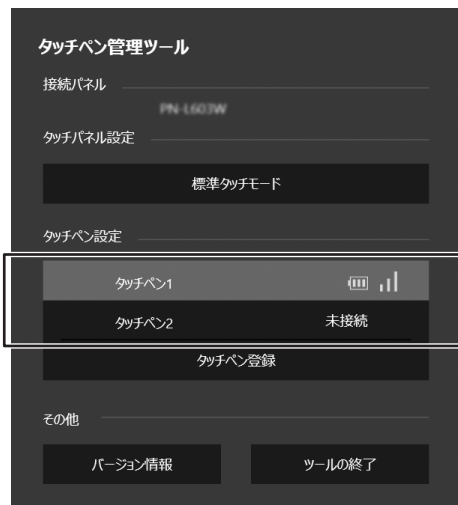 タッチペン管理ツール
接続パネル
PN-L603W
タッチパネル設定
標準タッチモード
タッチペン設定
タッチペン1
タッチペン2 未接続
タッチペン登録
その他
バージョン情報 ツールの終了